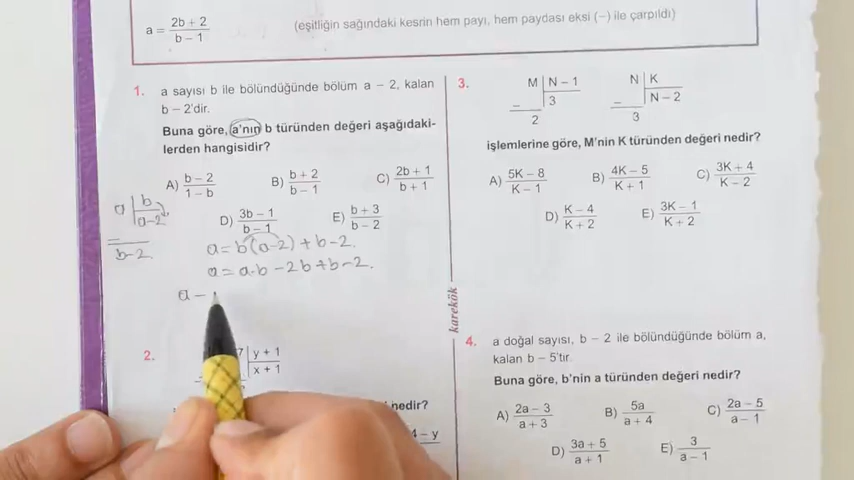 a = 2b + 2 / b − 1 (eşitliğin sağındaki kesrin hem payı, hem paydası eksi (−) ile çarpıldı)
1. a sayısı b ile bölündüğünde bölüm a − 2, kalan
b − 2'dir.
Buna göre, a'nın b türünden değeri aşağıdaki-
lerden hangisidir?
A) b − 2 / 1 − b B) b + 2 / b − 1 C) 2b + 1 / b + 1
D) 3b − 1 / b − 1 E) b + 3 / b − 2
a | b
a-2
b-2
a = b(a-2) + b-2.
a = a.b - 2b + b - 2.
a -
2.
7 | y + 1
x + 1
nedir?
4 − y
karekök
3. M | N − 1 N | K
− 3 − N − 2
2 3
işlemlerine göre, M'nin K türünden değeri nedir?
A) 5K − 8 / K − 1 B) 4K − 5 / K + 1 C) 3K + 4 / K − 2
D) K − 4 / K + 2 E) 3K − 1 / K + 2
4. a doğal sayısı, b − 2 ile bölündüğünde bölüm a,
kalan b − 5'tir.
Buna göre, b'nin a türünden değeri nedir?
A) 2a − 3 / a + 3 B) 5a / a + 4 C) 2a − 5 / a − 1
D) 3a + 5 / a + 1 E) 3 / a − 1